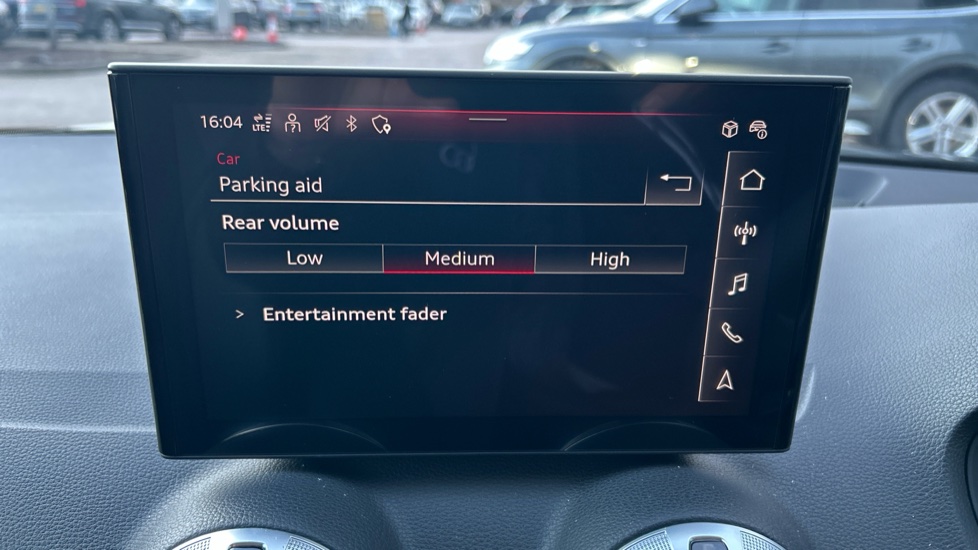 16:04 LTE
Car
Parking aid
Rear volume
Low Medium High
> Entertainment fader